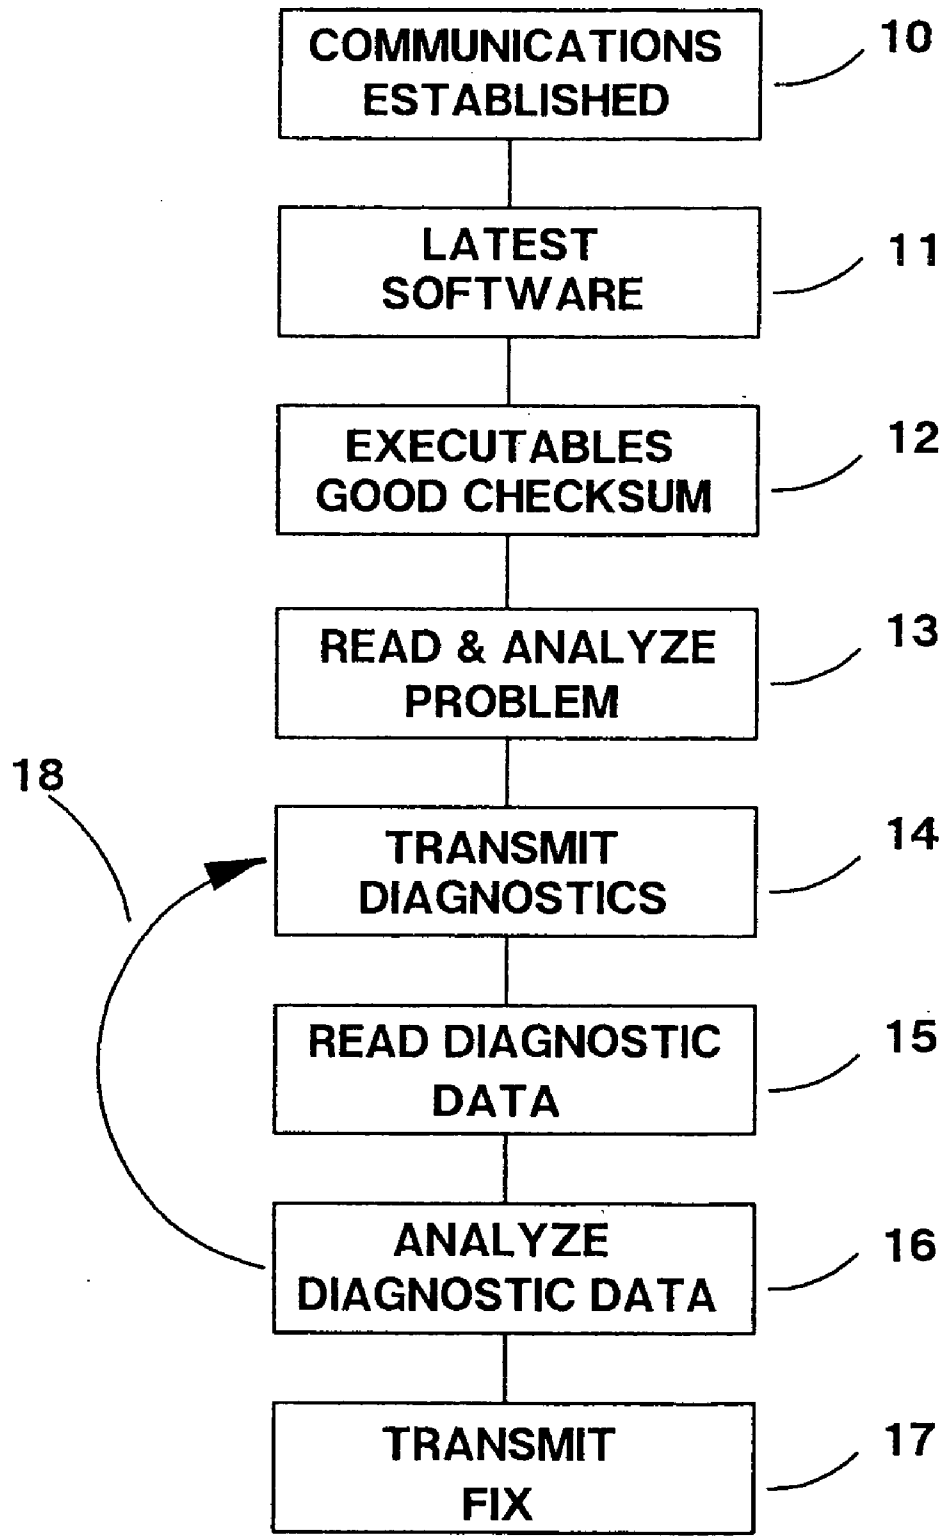 COMMUNICATIONS
ESTABLISHED
10
LATEST
SOFTWARE
11
EXECUTABLES
GOOD CHECKSUM
12
READ & ANALYZE
PROBLEM
13
18
TRANSMIT
DIAGNOSTICS
14
READ DIAGNOSTIC
DATA
15
ANALYZE
DIAGNOSTIC DATA
16
TRANSMIT
FIX
17